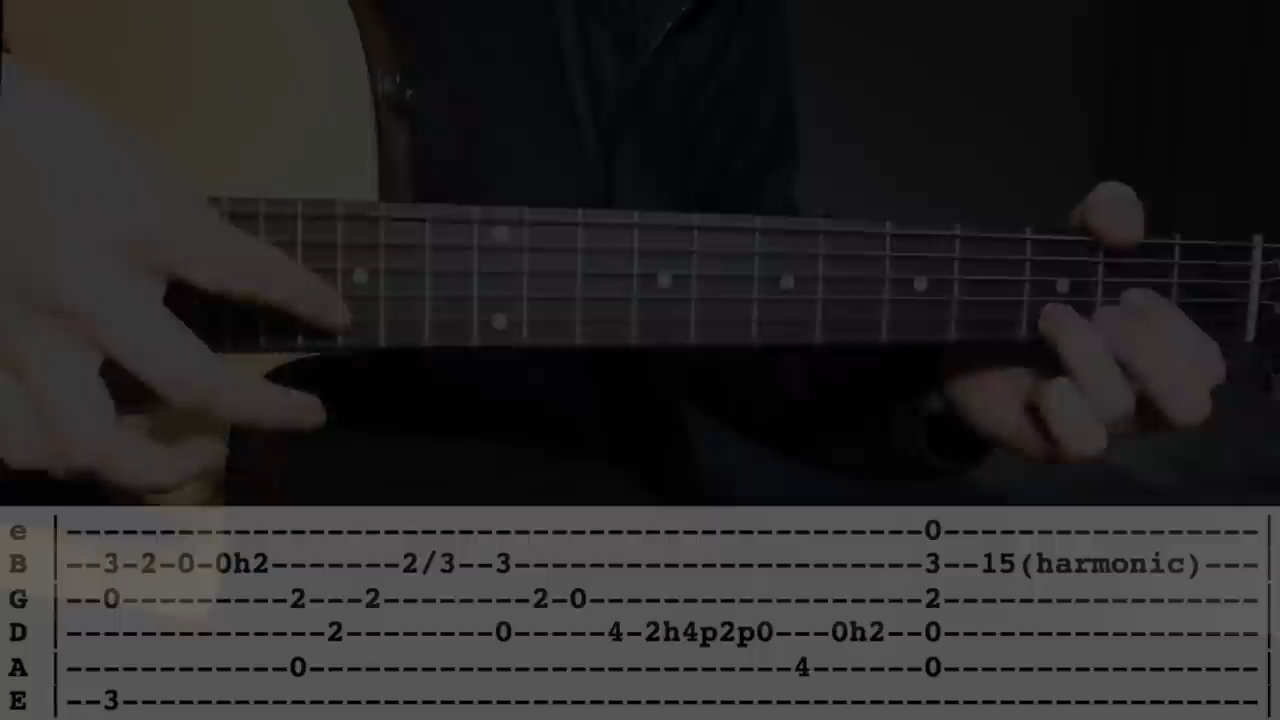 e |----------------------------------------------0-----------------|
B |--3-2-0-0h2-------2/3--3----------------------3--15(harmonic)---|
G |--0---------2---2--------2-0------------------2-----------------|
D |--------------2--------0-----4-2h4p2p0---0h2--0-----------------|
A |------------0--------------------------4------0-----------------|
E |--3-------------------------------------------------------------|